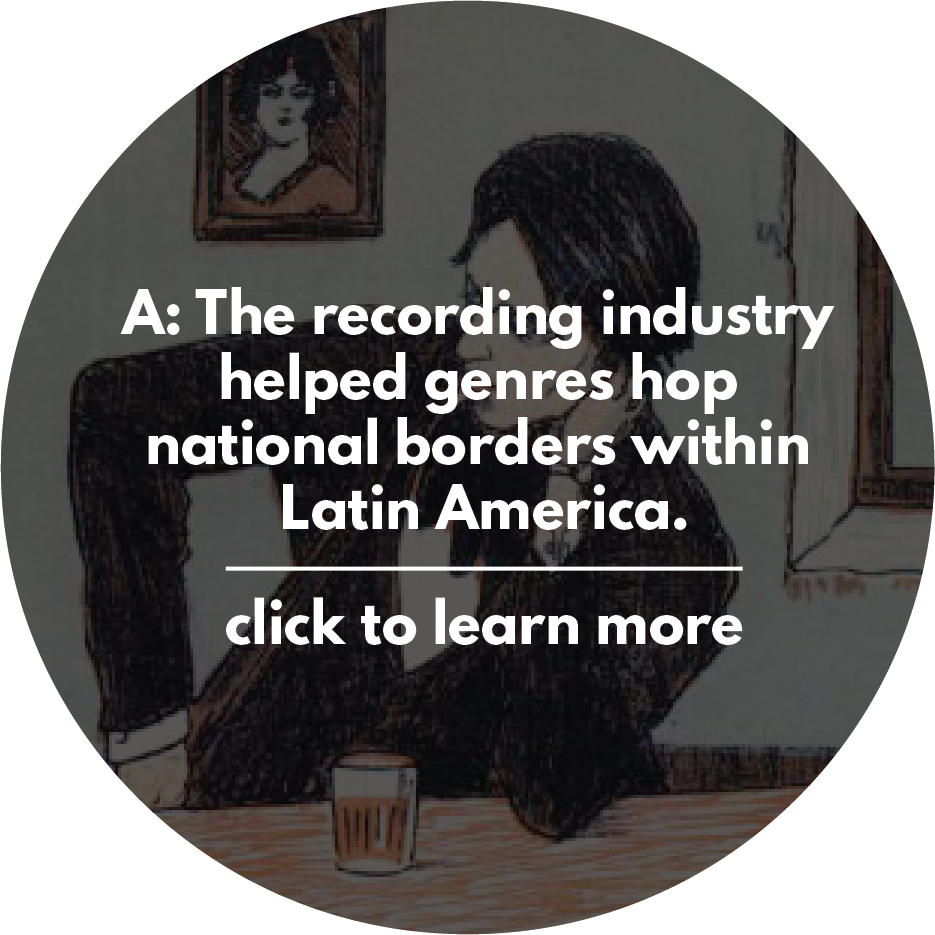 A: The recording industry
helped genres hop
national borders within
Latin America.
click to learn more